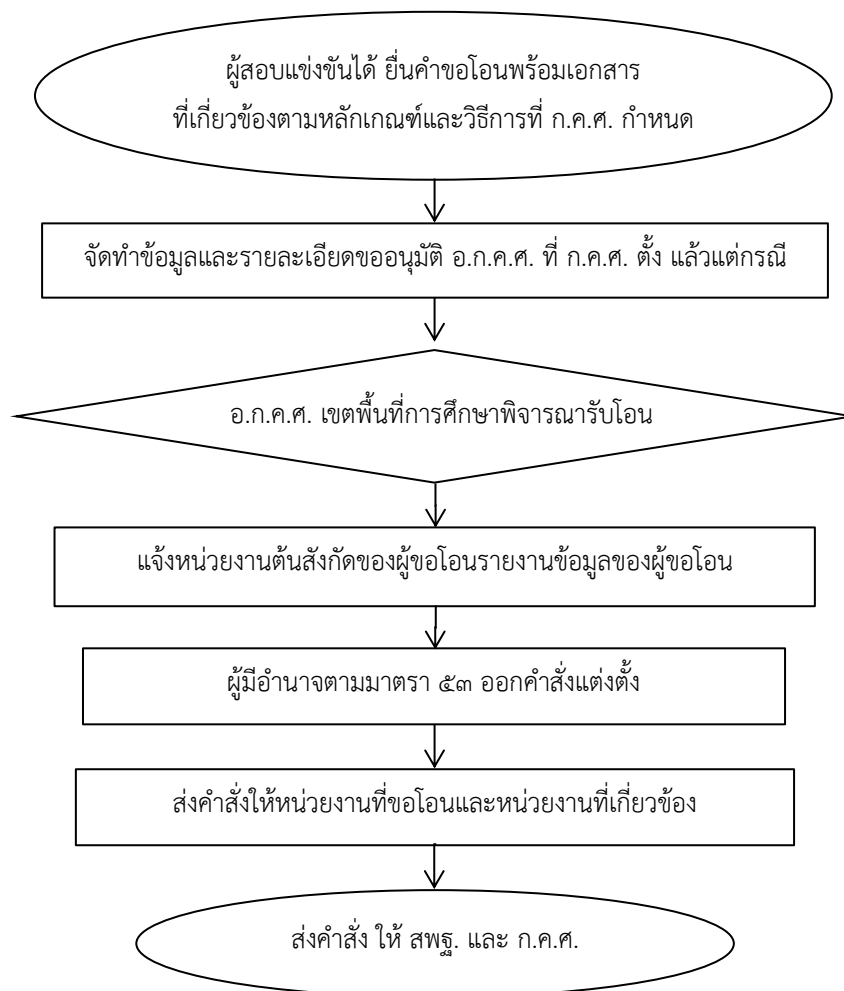 ผู้สอบแข่งขันได้ ยื่นคำขอโอนพร้อมเอกสาร
ที่เกี่ยวข้องตามหลักเกณฑ์และวิธีการที่ ก.ค.ศ. กำหนด
จัดทำข้อมูลและรายละเอียดขออนุมัติ อ.ก.ค.ศ. ที่ ก.ค.ศ. ตั้ง แล้วแต่กรณี
อ.ก.ค.ศ. เขตพื้นที่การศึกษาพิจารณารับโอน
แจ้งหน่วยงานต้นสังกัดของผู้ขอโอนรายงานข้อมูลของผู้ขอโอน
ผู้มีอำนาจตามมาตรา ๕๓ ออกคำสั่งแต่งตั้ง
ส่งคำสั่งให้หน่วยงานที่ขอโอนและหน่วยงานที่เกี่ยวข้อง
ส่งคำสั่ง ให้ สพฐ. และ ก.ค.ศ.